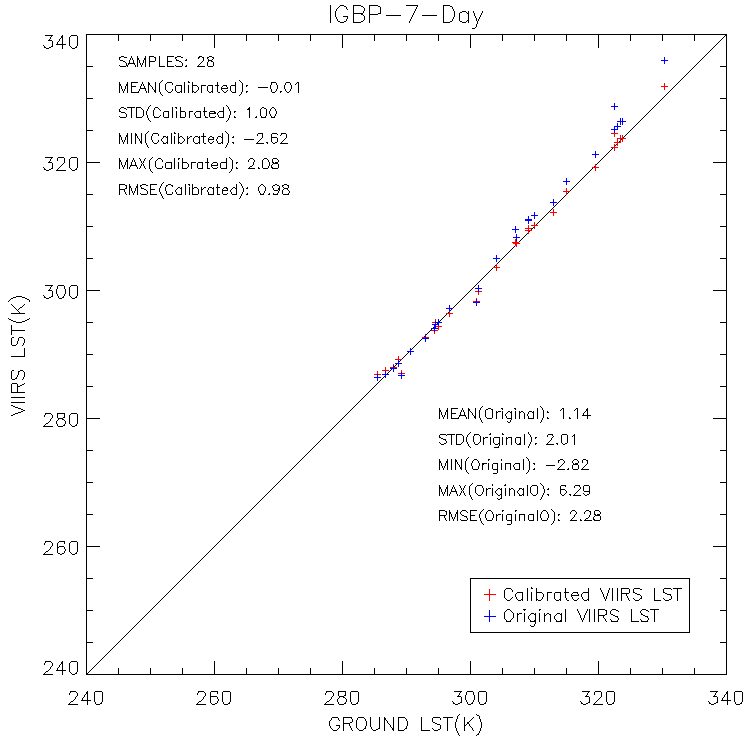 IGBP-7-Day
340
SAMPLES: 28
MEAN(Calibrated): -0.01
STD(Calibrated): 1.00
MIN(Calibrated): -2.62
MAX(Calibrated): 2.08
RMSE(Calibrated): 0.98
320
300
VIIRS LST(K)
280
MEAN(Original): 1.14
STD(Original): 2.01
MIN(Original): -2.82
MAX(OriginalO): 6.29
RMSE(OriginalO): 2.28
260
Calibrated VIIRS LST
Original VIIRS LST
240
240 260 280 300 320 340
GROUND LST(K)